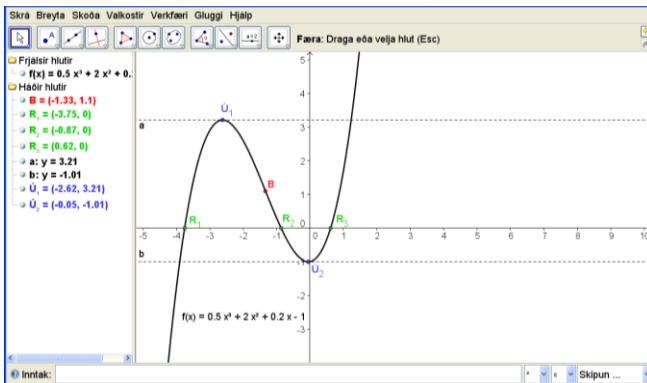 Skrá Breyta Skoða Valkostir Verkfæri Gluggi Hjálp
A a=2 Færa: Draga eða velja hlut (Esc)
Frjálsir hlutir
f(x) = 0.5 x³ + 2 x² + 0.
Háðir hlutir
B = (-1.33, 1.1)
R₁ = (-3.75, 0)
R₂ = (-0.87, 0)
R₃ = (0.62, 0)
a: y = 3.21
b: y = -1.01
Ú₁ = (-2.62, 3.21)
Ú₂ = (-0.05, -1.01)
5
4
Ú₁
a
3
2
B
1
R₁ R₂ 0 R₃
-5 -4 -3 -2 -1 0 1 2 3 4 5 6 7 8 9 10
b
-1
Ú₂
-2
f(x) = 0.5 x³ + 2 x² + 0.2 x - 1
-3
Inntak: Skipun ...